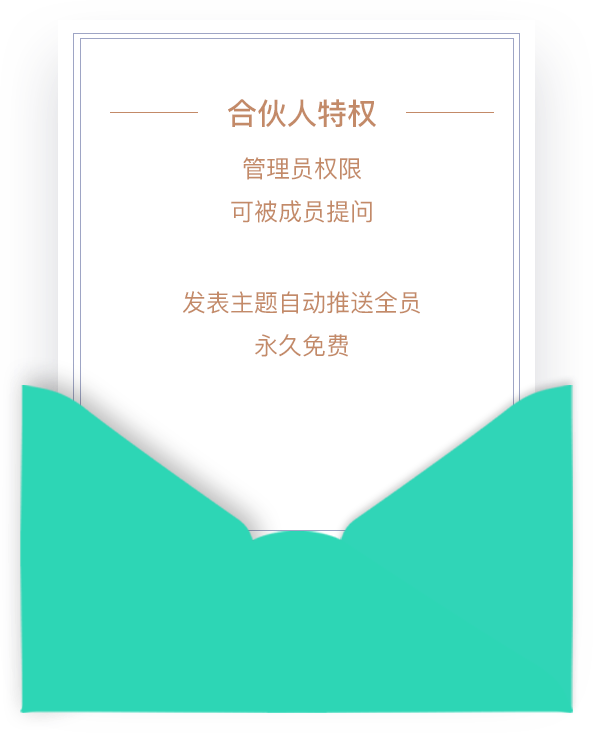 合伙人特权
管理员权限
可被成员提问
发表主题自动推送全员
永久免费